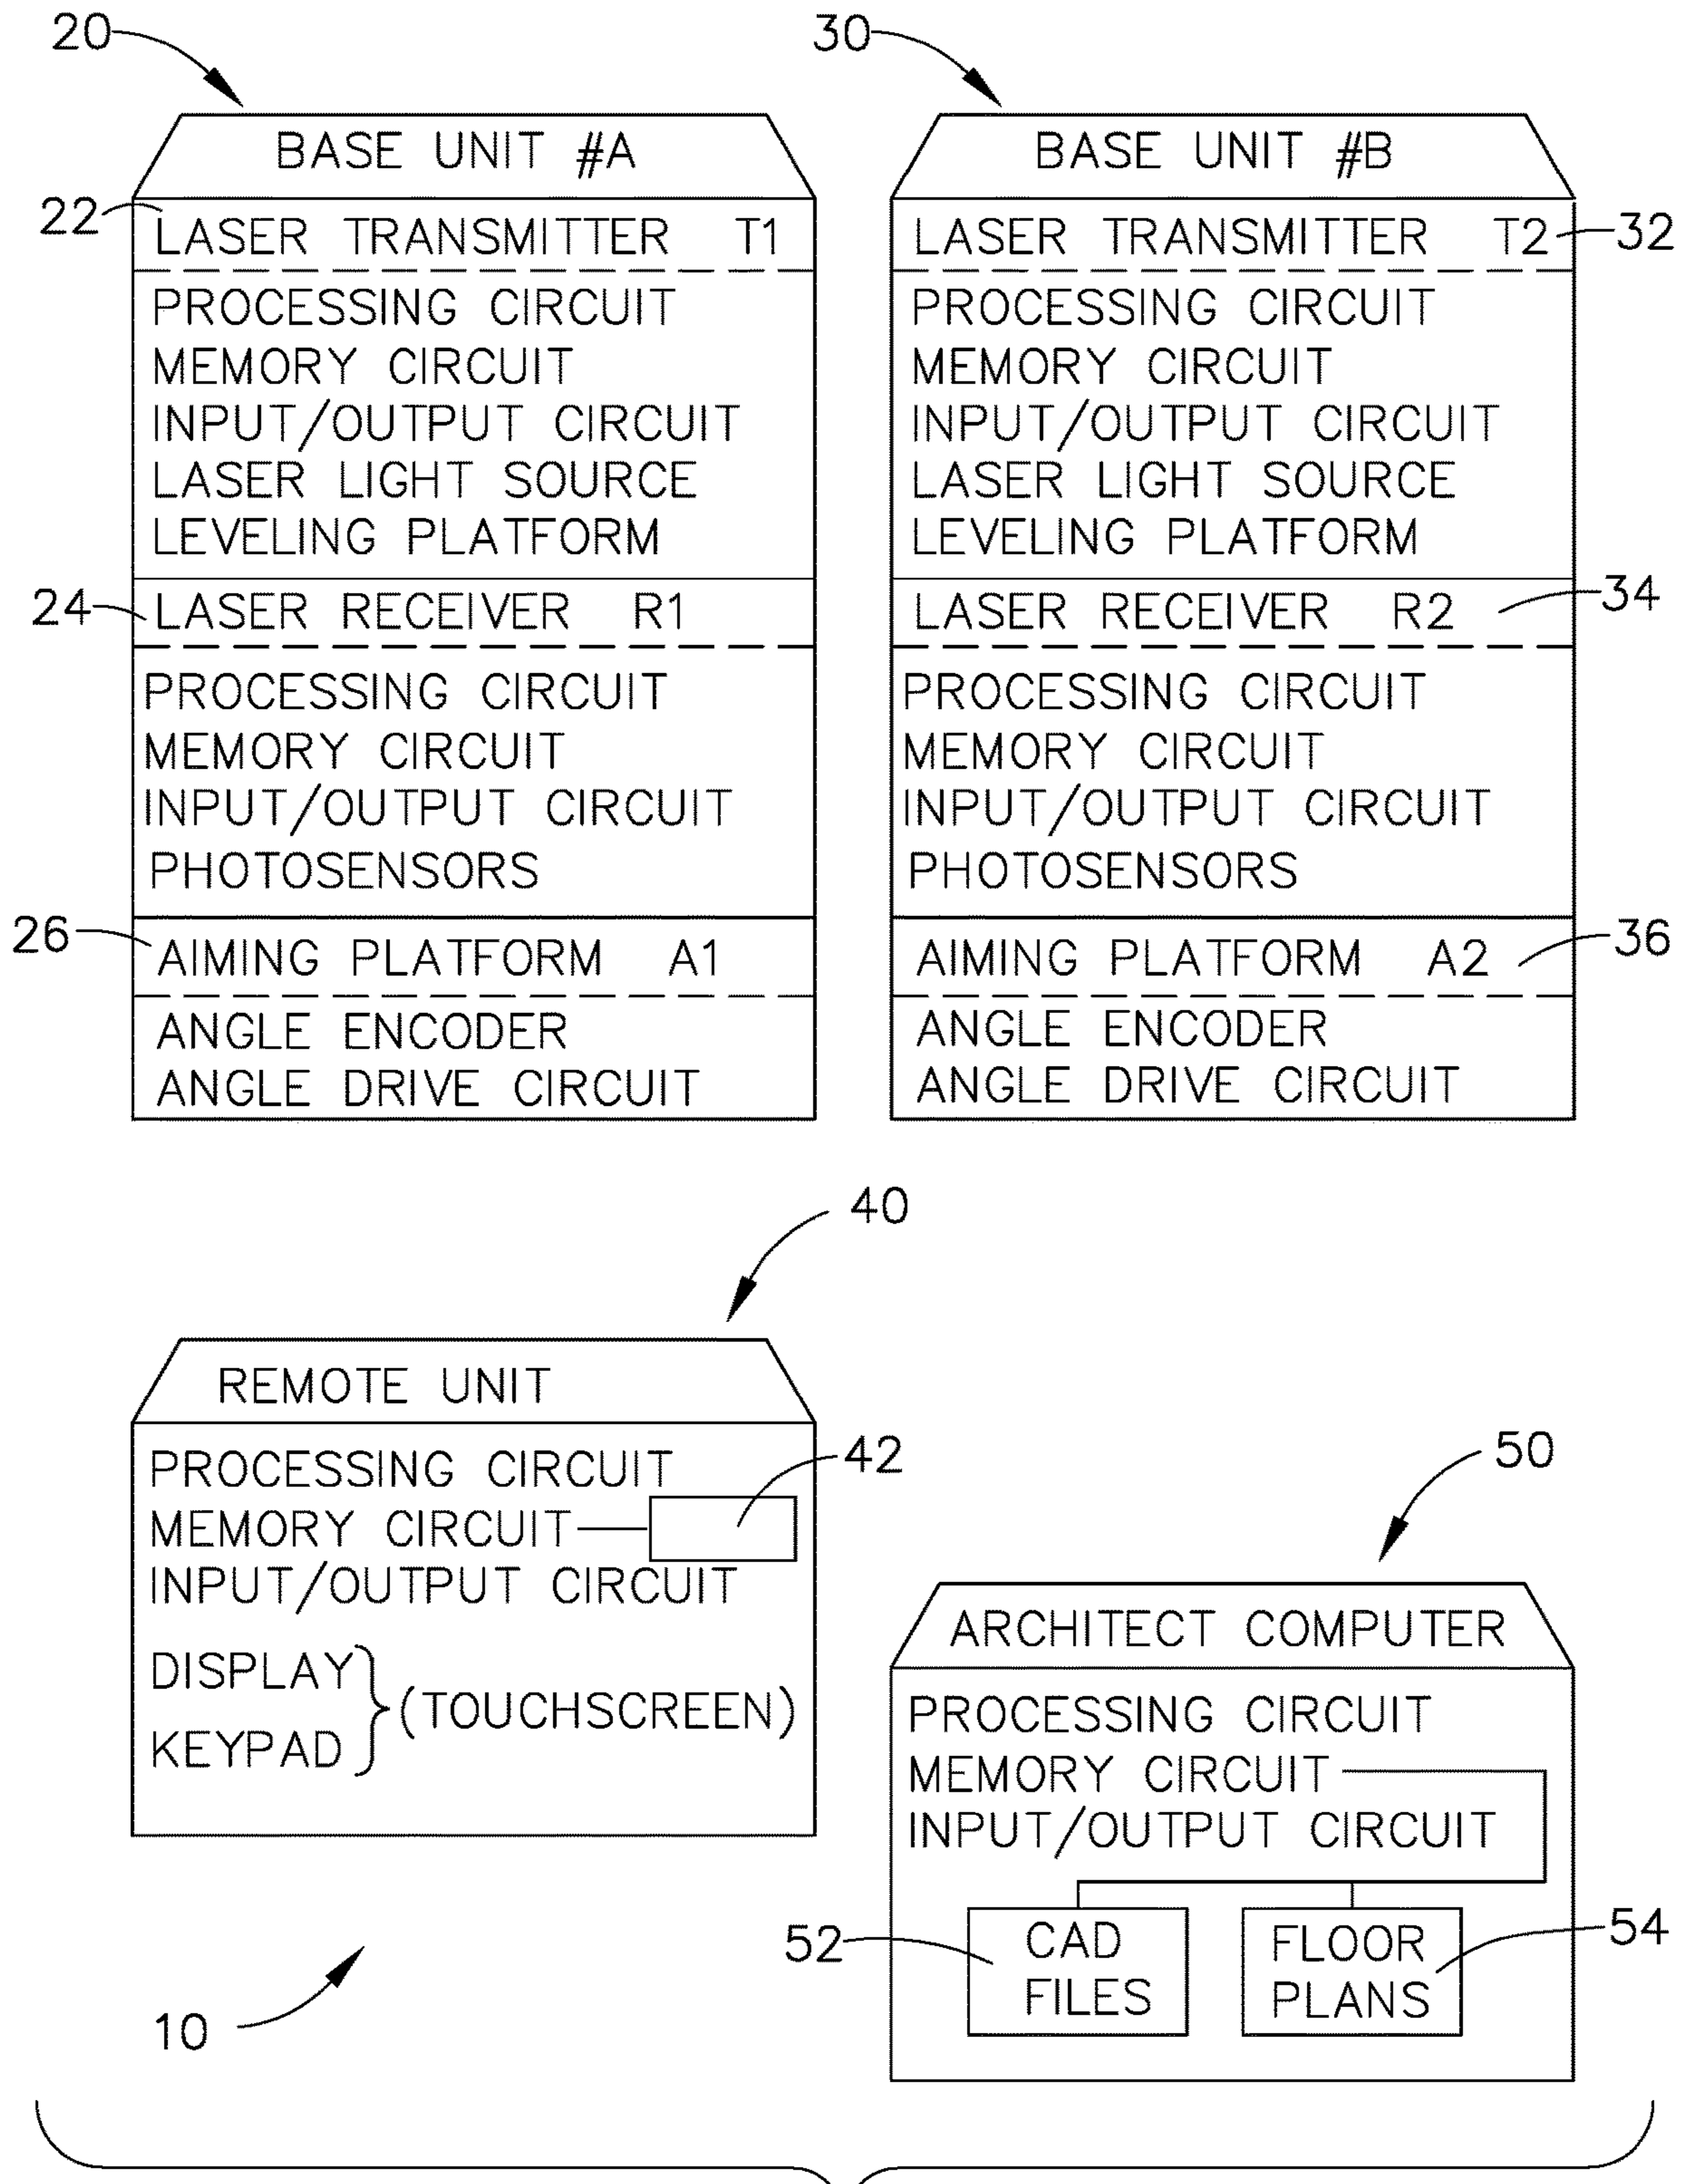 20
30
BASE UNIT #A
22
LASER TRANSMITTER T1
PROCESSING CIRCUIT
MEMORY CIRCUIT
INPUT/OUTPUT CIRCUIT
LASER LIGHT SOURCE
LEVELING PLATFORM
24
LASER RECEIVER R1
PROCESSING CIRCUIT
MEMORY CIRCUIT
INPUT/OUTPUT CIRCUIT
PHOTOSENSORS
26
AIMING PLATFORM A1
ANGLE ENCODER
ANGLE DRIVE CIRCUIT
BASE UNIT #B
LASER TRANSMITTER T2
32
PROCESSING CIRCUIT
MEMORY CIRCUIT
INPUT/OUTPUT CIRCUIT
LASER LIGHT SOURCE
LEVELING PLATFORM
LASER RECEIVER R2
34
PROCESSING CIRCUIT
MEMORY CIRCUIT
INPUT/OUTPUT CIRCUIT
PHOTOSENSORS
AIMING PLATFORM A2
36
ANGLE ENCODER
ANGLE DRIVE CIRCUIT
40
REMOTE UNIT
PROCESSING CIRCUIT
42
MEMORY CIRCUIT
INPUT/OUTPUT CIRCUIT
DISPLAY
(TOUCHSCREEN)
KEYPAD
50
ARCHITECT COMPUTER
PROCESSING CIRCUIT
MEMORY CIRCUIT
INPUT/OUTPUT CIRCUIT
52
CAD
FILES
FLOOR
PLANS
54
10